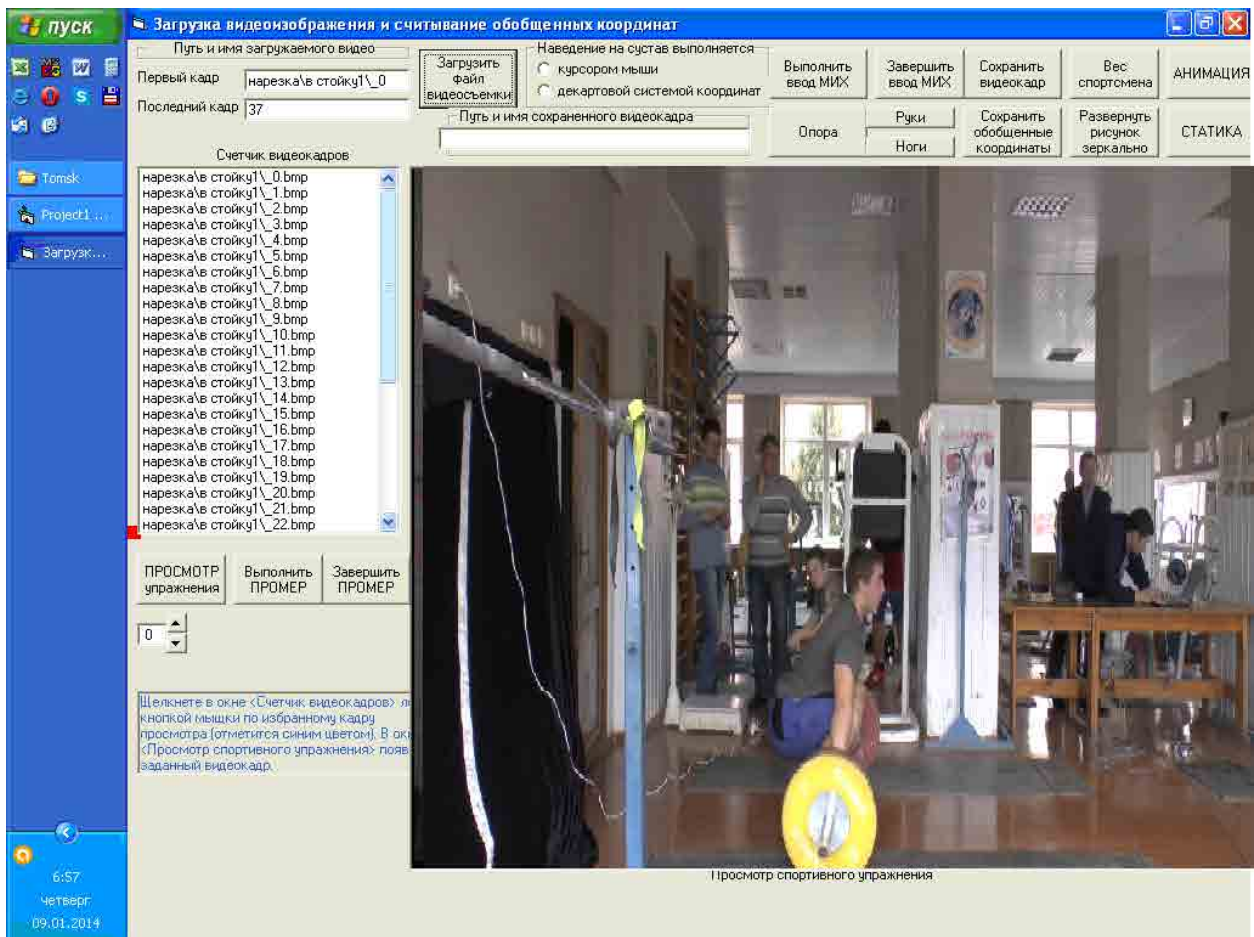 пуск
Загрузка видеоизображения и считывание обобщенных координат
Путь и имя загружаемого видео
Первый кадр
нарезка\в стойку1\_0
Последний кадр
37
Загрузить
файл
видеосъемки
Наведение на сустав выполняется
курсором мыши
декартовой системой координат
Путь и имя сохраненного видеокадра
Выполнить
ввод МИХ
Завершить
ввод МИХ
Сохранить
видеокадр
Вес
спортсмена
АНИМАЦИЯ
Опора
Руки
Ноги
Сохранить
обобщенные
координаты
Развернуть
рисунок
зеркально
СТАТИКА
Tomsk
Project1 ...
Загрузк...
Счетчик видеокадров
нарезка\в стойку1\_0.bmp
нарезка\в стойку1\_1.bmp
нарезка\в стойку1\_2.bmp
нарезка\в стойку1\_3.bmp
нарезка\в стойку1\_4.bmp
нарезка\в стойку1\_5.bmp
нарезка\в стойку1\_6.bmp
нарезка\в стойку1\_7.bmp
нарезка\в стойку1\_8.bmp
нарезка\в стойку1\_9.bmp
нарезка\в стойку1\_10.bmp
нарезка\в стойку1\_11.bmp
нарезка\в стойку1\_12.bmp
нарезка\в стойку1\_13.bmp
нарезка\в стойку1\_14.bmp
нарезка\в стойку1\_15.bmp
нарезка\в стойку1\_16.bmp
нарезка\в стойку1\_17.bmp
нарезка\в стойку1\_18.bmp
нарезка\в стойку1\_19.bmp
нарезка\в стойку1\_20.bmp
нарезка\в стойку1\_21.bmp
нарезка\в стойку1\_22.bmp
ПРОСМОТР
упражнения
Выполнить
ПРОМЕР
Завершить
ПРОМЕР
0
Щелкнете в окне <Счетчик видеокадров> л
кнопкой мышки по избранному кадру
просмотра (отметится синим цветом). В ок
<Просмотр спортивного упражнения> появ
заданный видеокадр.
Просмотр спортивного упражнения
6:57
четверг
09.01.2014